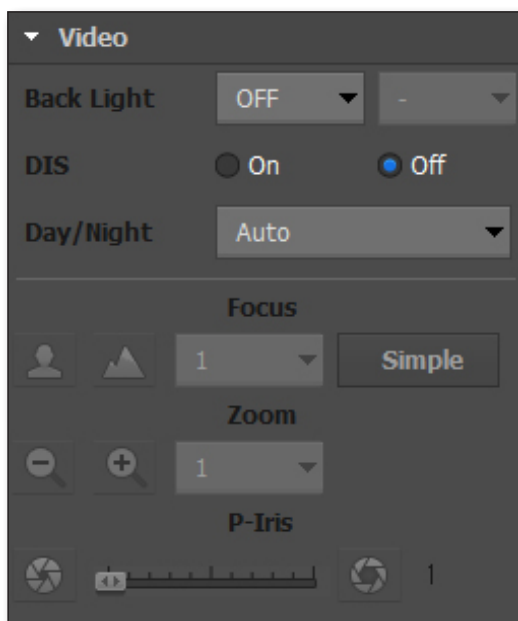 Video
Back Light OFF -
DIS On Off
Day/Night Auto
Focus
1 Simple
Zoom
1
P-Iris
1